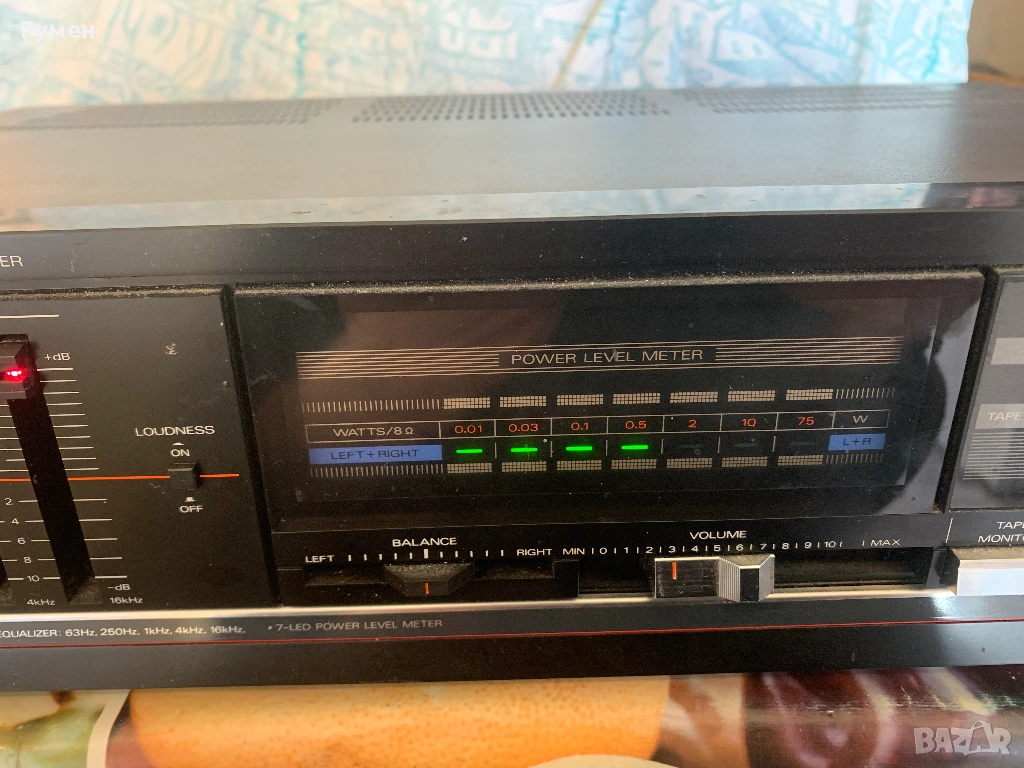 Румен
ER
+dB
POWER LEVEL METER
LOUDNESS
ON
OFF
WATTS/8Ω 0.01 0.03 0.1 0.5 2 10 75 W
LEFT + RIGHT L+R
TAPE
2
4
6
8
10
-dB
4kHz 16kHz
BALANCE
LEFT RIGHT
VOLUME
MIN 0 1 2 3 4 5 6 7 8 9 10 MAX
TAPE
MONITO
EQUALIZER: 63Hz, 250Hz, 1kHz, 4kHz, 16kHz. • 7-LED POWER LEVEL METER
BAZAR